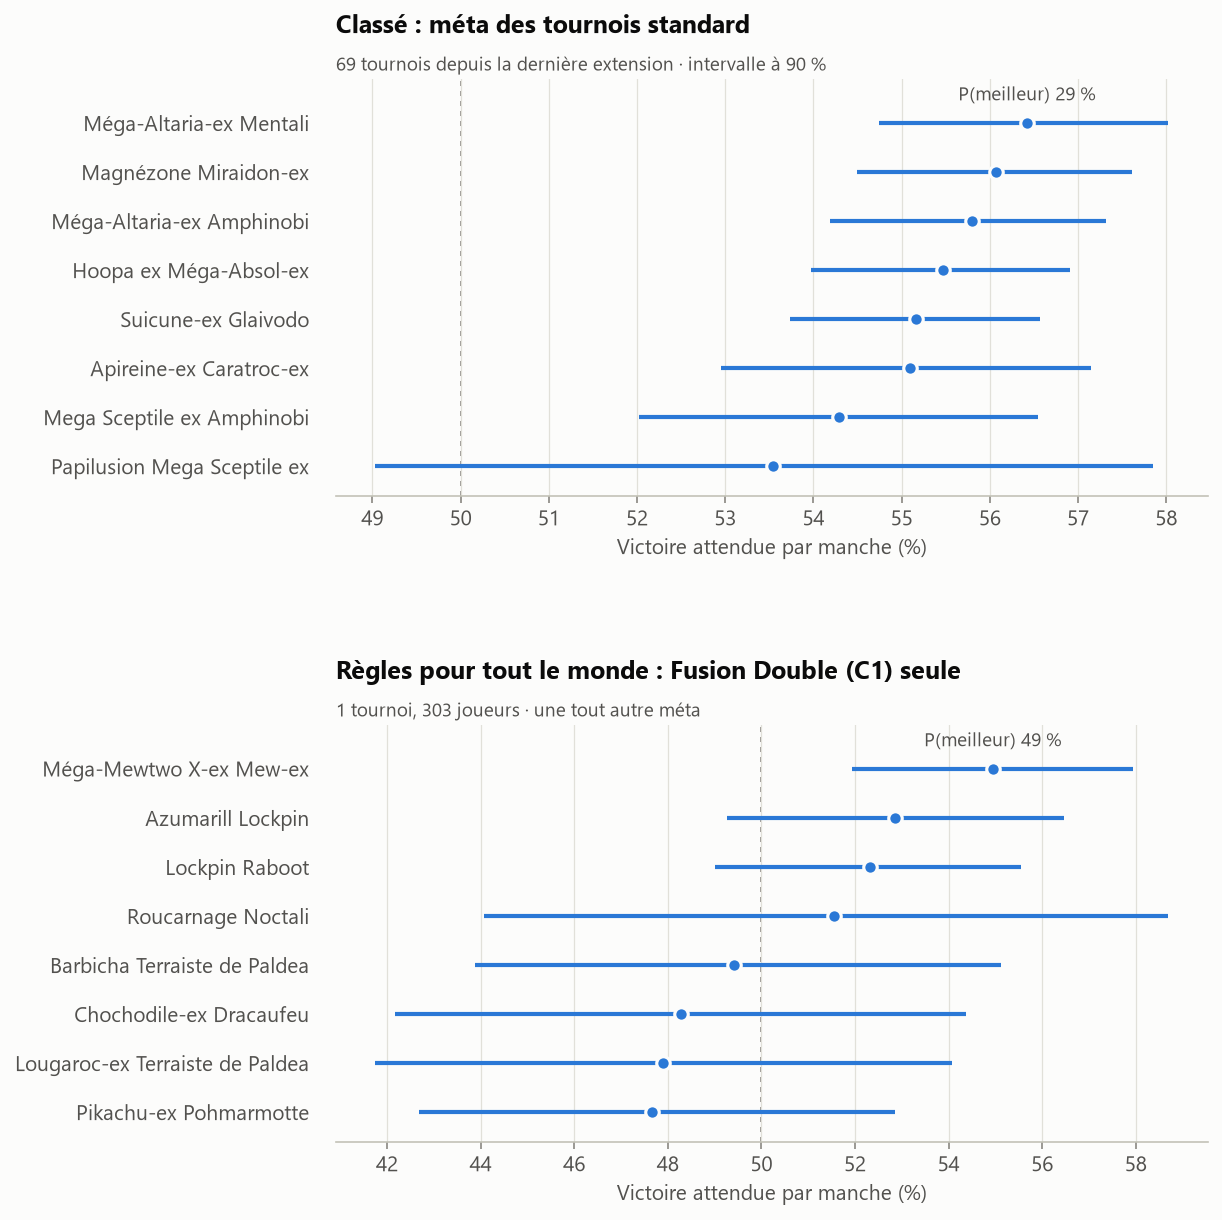 Classé : méta des tournois standard
69 tournois depuis la dernière extension · intervalle à 90 %
P(meilleur) 29 %
Méga-Altaria-ex Mentali
Magnézone Miraidon-ex
Méga-Altaria-ex Amphinobi
Hoopa ex Méga-Absol-ex
Suicune-ex Glaivodo
Apireine-ex Caratroc-ex
Mega Sceptile ex Amphinobi
Papilusion Mega Sceptile ex
49 50 51 52 53 54 55 56 57 58
Victoire attendue par manche (%)
Règles pour tout le monde : Fusion Double (C1) seule
1 tournoi, 303 joueurs · une tout autre méta
P(meilleur) 49 %
Méga-Mewtwo X-ex Mew-ex
Azumarill Lockpin
Lockpin Raboot
Roucarnage Noctali
Barbicha Terraiste de Paldea
Chochodile-ex Dracaufeu
Lougaroc-ex Terraiste de Paldea
Pikachu-ex Pohmarmotte
42 44 46 48 50 52 54 56 58
Victoire attendue par manche (%)